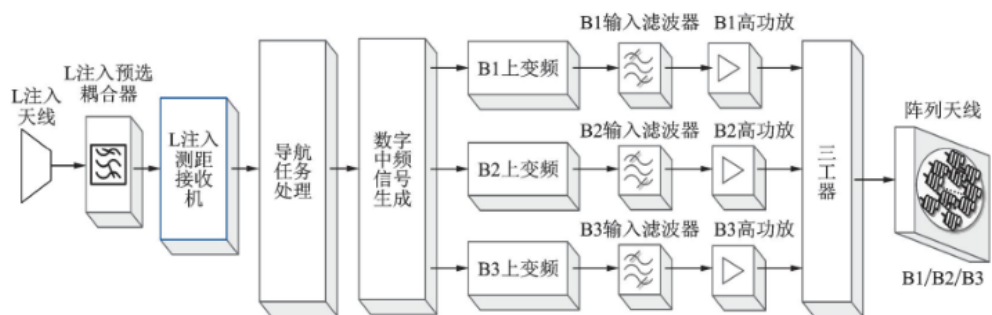 L注入
天线
L注入预选
耦合器
L注入
测距
接收
机
导航
任务
处理
数字
中频
信号
生成
B1上变频
B1输入滤波器
B1高功放
B2上变频
B2输入滤波器
B2高功放
B3上变频
B3输入滤波器
B3高功放
三
工
器
阵列天线
B1/B2/B3